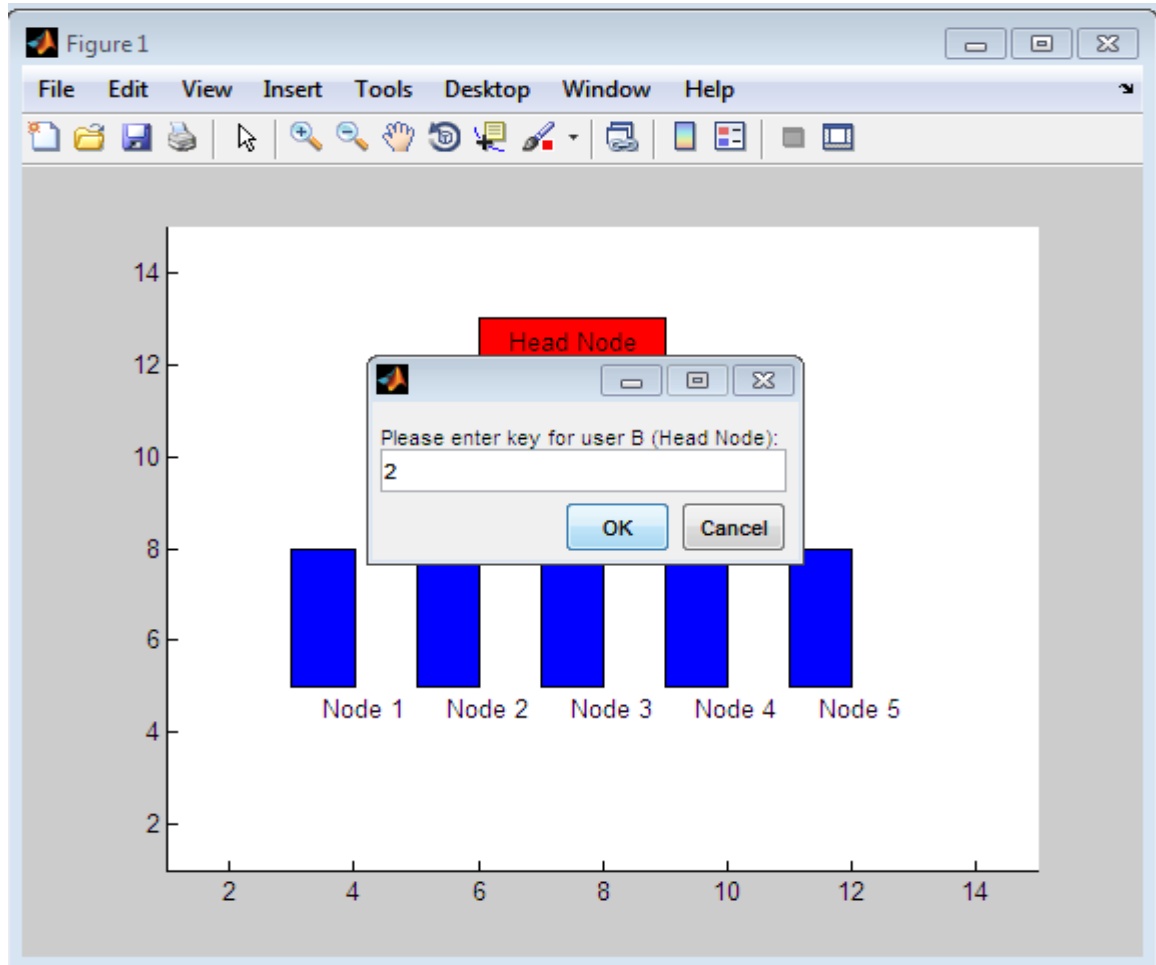 Figure 1
File Edit View Insert Tools Desktop Window Help
14
Head Node
12
Please enter key for user B (Head Node):
10
2
OK Cancel
8
6
Node 1 Node 2 Node 3 Node 4 Node 5
4
2
2 4 6 8 10 12 14